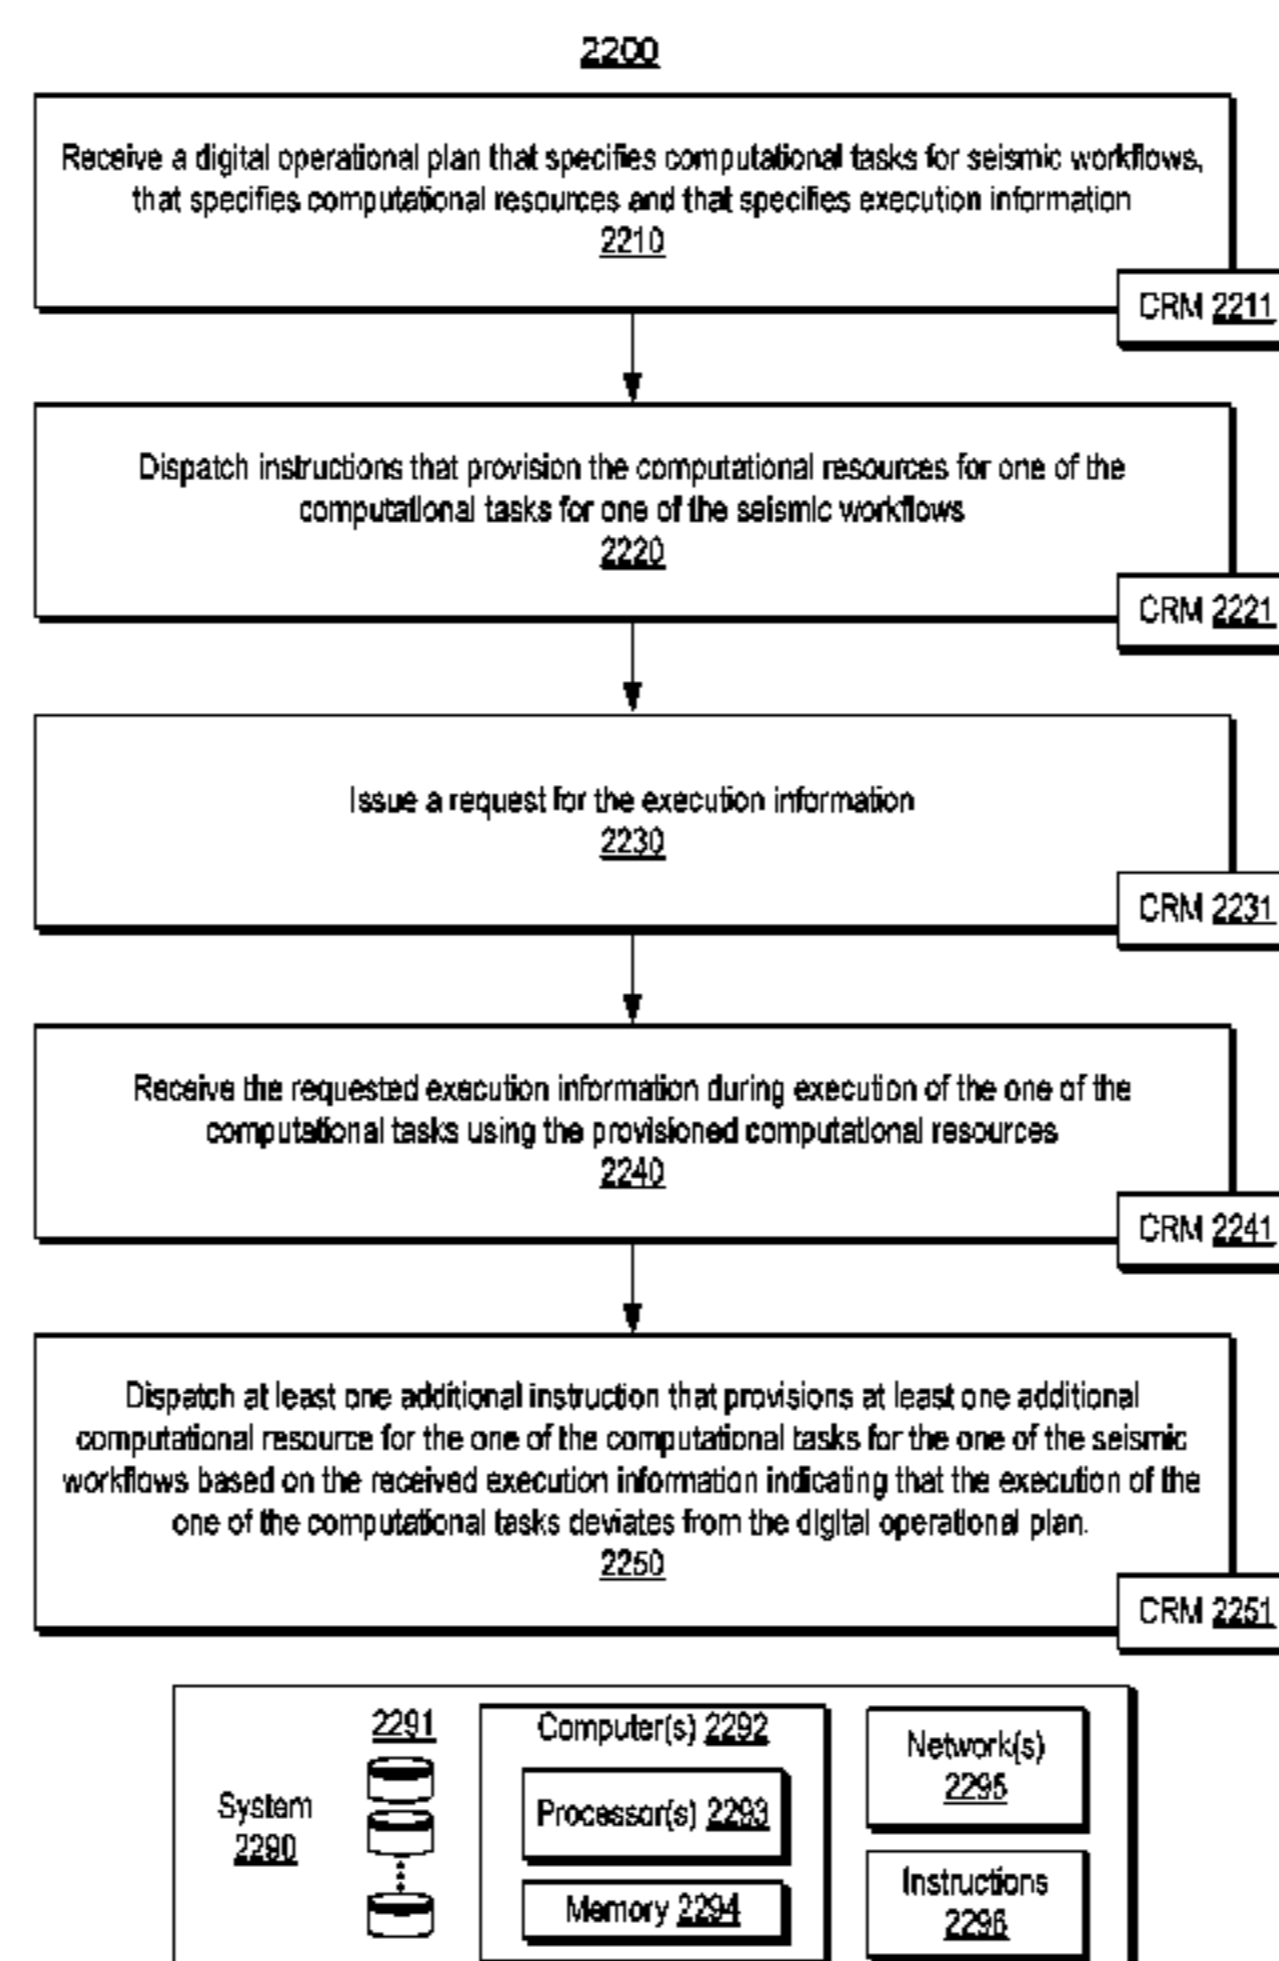 2200
Receive a digital operational plan that specifies computational tasks for seismic workflows,
that specifies computational resources and that specifies execution information
2210
CRM 2211
Dispatch instructions that provision the computational resources for one of the
computational tasks for one of the seismic workflows
2220
CRM 2221
Issue a request for the execution information
2230
CRM 2231
Receive the requested execution information during execution of the one of the
computational tasks using the provisioned computational resources
2240
CRM 2241
Dispatch at least one additional instruction that provisions at least one additional
computational resource for the one of the computational tasks for the one of the seismic
workflows based on the received execution information indicating that the execution of the
one of the computational tasks deviates from the digital operational plan.
2250
CRM 2251
System
2290
2291
Computer(s) 2292
Processor(s) 2293
Memory 2294
Network(s)
2295
Instructions
2296